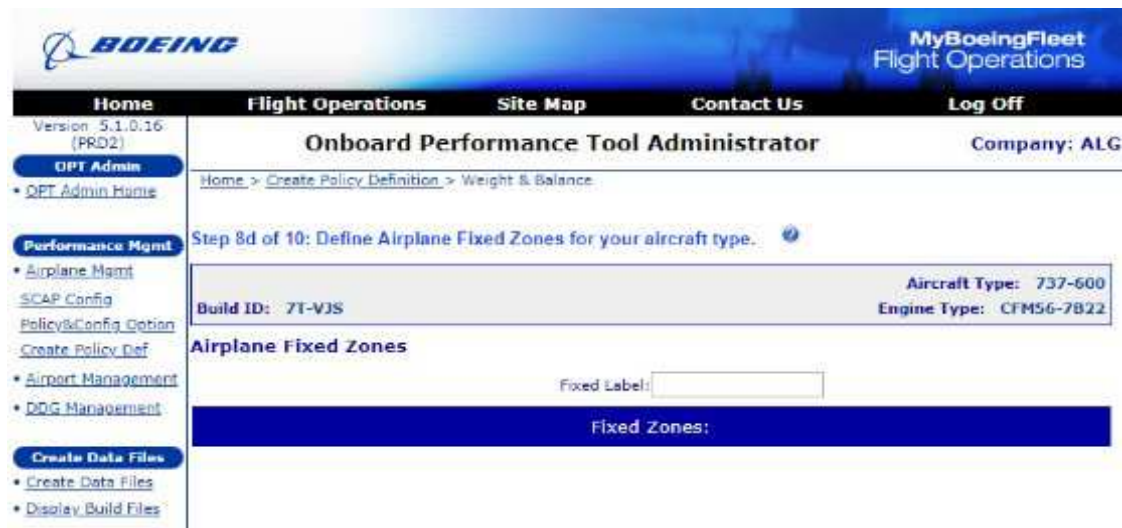 BOEING
MyBoeingFleet
Flight Operations
Home Flight Operations Site Map Contact Us Log Off
Version 5.1.0.16
(PRD2)
Onboard Performance Tool Administrator
Company: ALG
OPT Admin
• OPT Admin Home
Home > Create Policy Definition > Weight & Balance
Performance Mgmt
• Airplane Mgmt
SCAP Config
Policy&Config Option
Create Policy Def
• Airport Management
• DDG Management
Create Data Files
• Create Data Files
• Display Build Files
Step 8d of 10: Define Airplane Fixed Zones for your aircraft type.
Aircraft Type: 737-600
Build ID: 7T-VJS
Engine Type: CFM56-7B22
Airplane Fixed Zones
Fixed Label:
Fixed Zones: